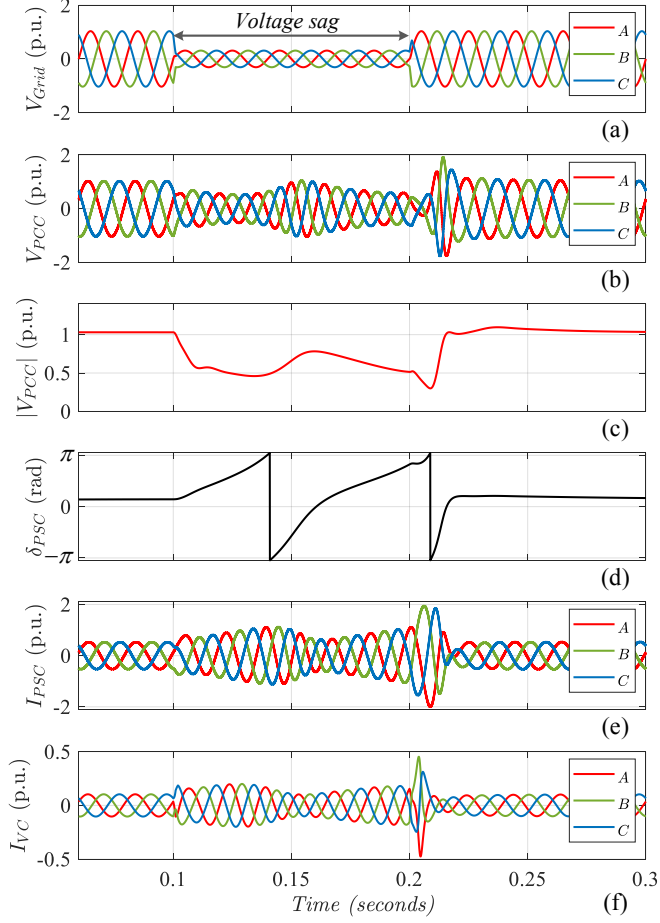 Voltage sag
V_Grid (p.u.)
2
0
-2
A
B
C
(a)
V_PCC (p.u.)
2
0
-2
A
B
C
(b)
|V_PCC| (p.u.)
1
0.5
0
(c)
δ_PSC (rad)
π
0
−π
(d)
I_PSC (p.u.)
2
0
-2
A
B
C
(e)
I_VC (p.u.)
0.5
0
-0.5
A
B
C
0.1 0.15 0.2 0.25 0.3
Time (seconds)
(f)